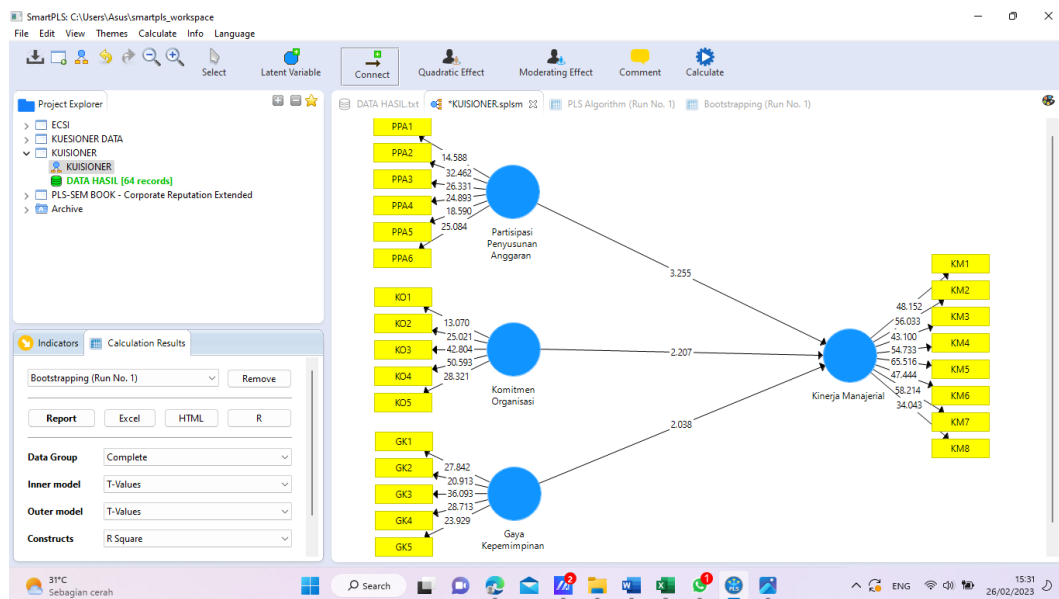 SmartPLS: C:\Users\Asus\smartpls_workspace
File Edit View Themes Calculate Info Language
Select Latent Variable Connect Quadratic Effect Moderating Effect Comment Calculate
Project Explorer
ECSI
KUESIONER DATA
KUISIONER
KUISIONER
DATA HASIL [64 records]
PLS-SEM BOOK - Corporate Reputation Extended
Archive
Indicators Calculation Results
Bootstrapping (Run No. 1) Remove
Report Excel HTML R
Data Group Complete
Inner model T-Values
Outer model T-Values
Constructs R Square
DATA HASIL.txt *KUISIONER.splsm PLS Algorithm (Run No. 1) Bootstrapping (Run No. 1)
PPA1
PPA2
PPA3
PPA4
PPA5
PPA6
14.588
32.462
26.331
24.893
18.590
25.084
Partisipasi
Penyusunan
Anggaran
3.255
KO1
KO2
KO3
KO4
KO5
13.070
25.021
42.804
50.593
28.321
Komitmen
Organisasi
2.207
GK1
GK2
GK3
GK4
GK5
27.842
20.913
36.093
28.713
23.929
Gaya
Kepemimpinan
2.038
Kinerja Manajerial
48.152
56.033
43.100
54.733
65.516
47.444
58.214
34.043
KM1
KM2
KM3
KM4
KM5
KM6
KM7
KM8
31°C
Sebagian cerah
Search
2
1
PLS
ENG
15:31
26/02/2023